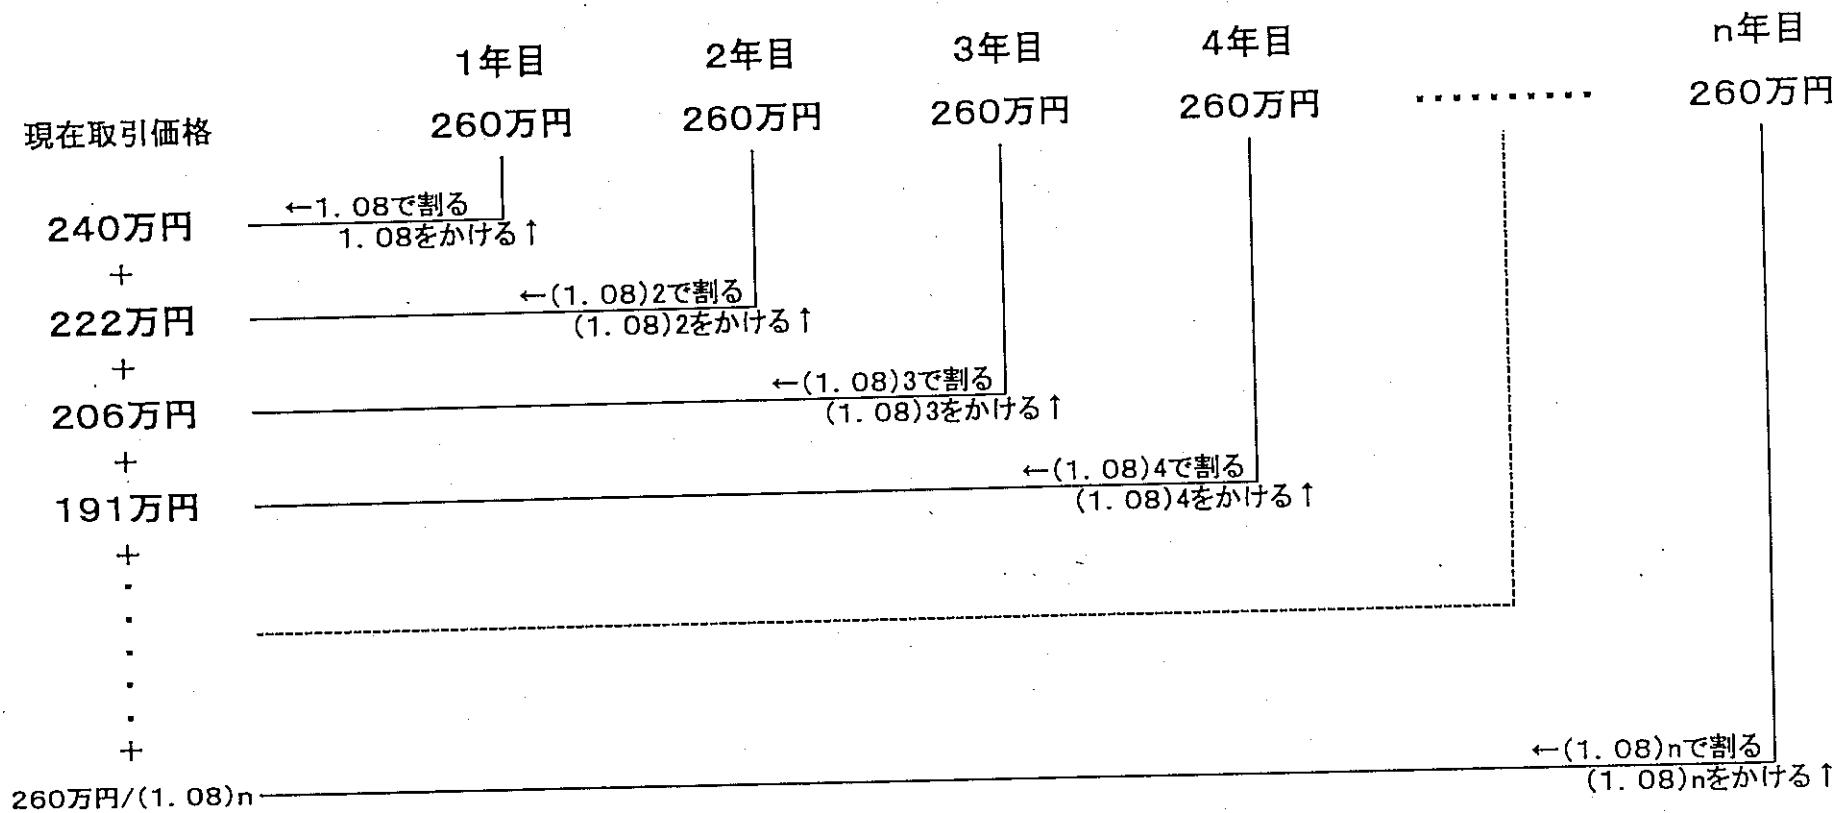 1年目 2年目 3年目 4年目 n年目
現在取引価格 260万円 260万円 260万円 260万円 ・・・・・・・・・・ 260万円
240万円 ←1.08で割る
1.08をかける↑
+
222万円 ←(1.08)2で割る
(1.08)2をかける↑
+
206万円 ←(1.08)3で割る
(1.08)3をかける↑
+
191万円 ←(1.08)4で割る
(1.08)4をかける↑
+
・
・
・
・
・
+
←(1.08)nで割る
260万円/(1.08)n (1.08)nをかける↑